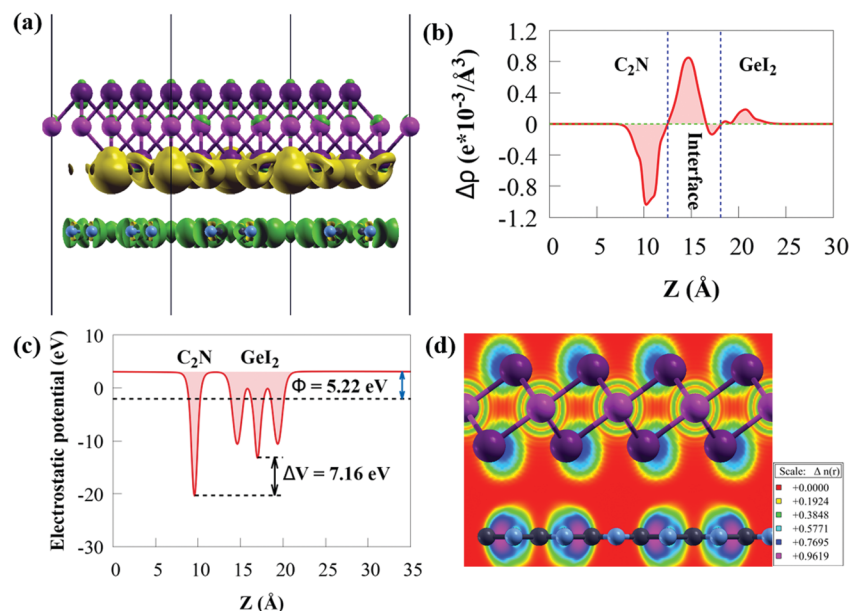 (a)
(b)
1.2
0.8
0.4
0
-0.4
-0.8
-1.2
Δρ (e*10⁻³/Å³)
C₂N
GeI₂
Interface
0 5 10 15 20 25 30
Z (Å)
(c)
10
0
-10
-20
-30
Electrostatic potential (eV)
C₂N
GeI₂
Φ = 5.22 eV
ΔV = 7.16 eV
0 5 10 15 20 25 30 35
Z (Å)
(d)
Scale: Δ n(r)
+0.0000
+0.1924
+0.3848
+0.5771
+0.7695
+0.9619